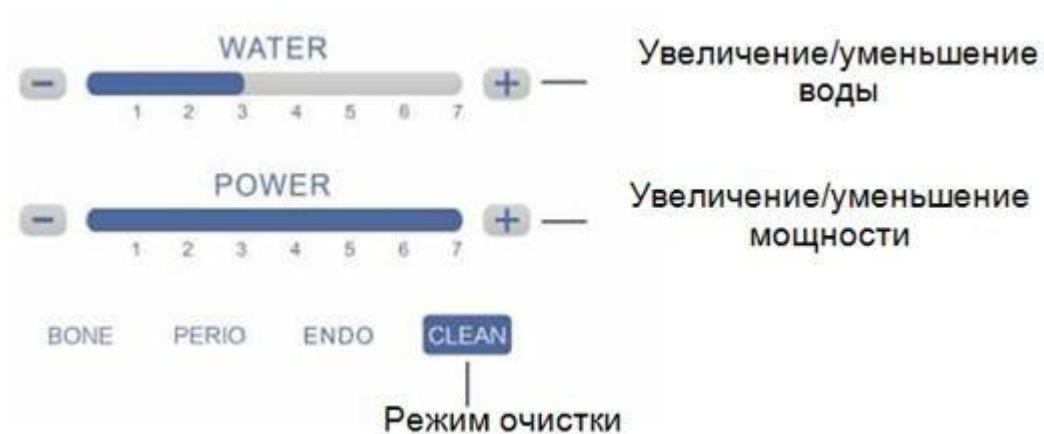 WATER
− +
1 2 3 4 5 6 7
Увеличение/уменьшение
воды
POWER
− +
1 2 3 4 5 6 7
Увеличение/уменьшение
мощности
BONE PERIO ENDO CLEAN
Режим очистки